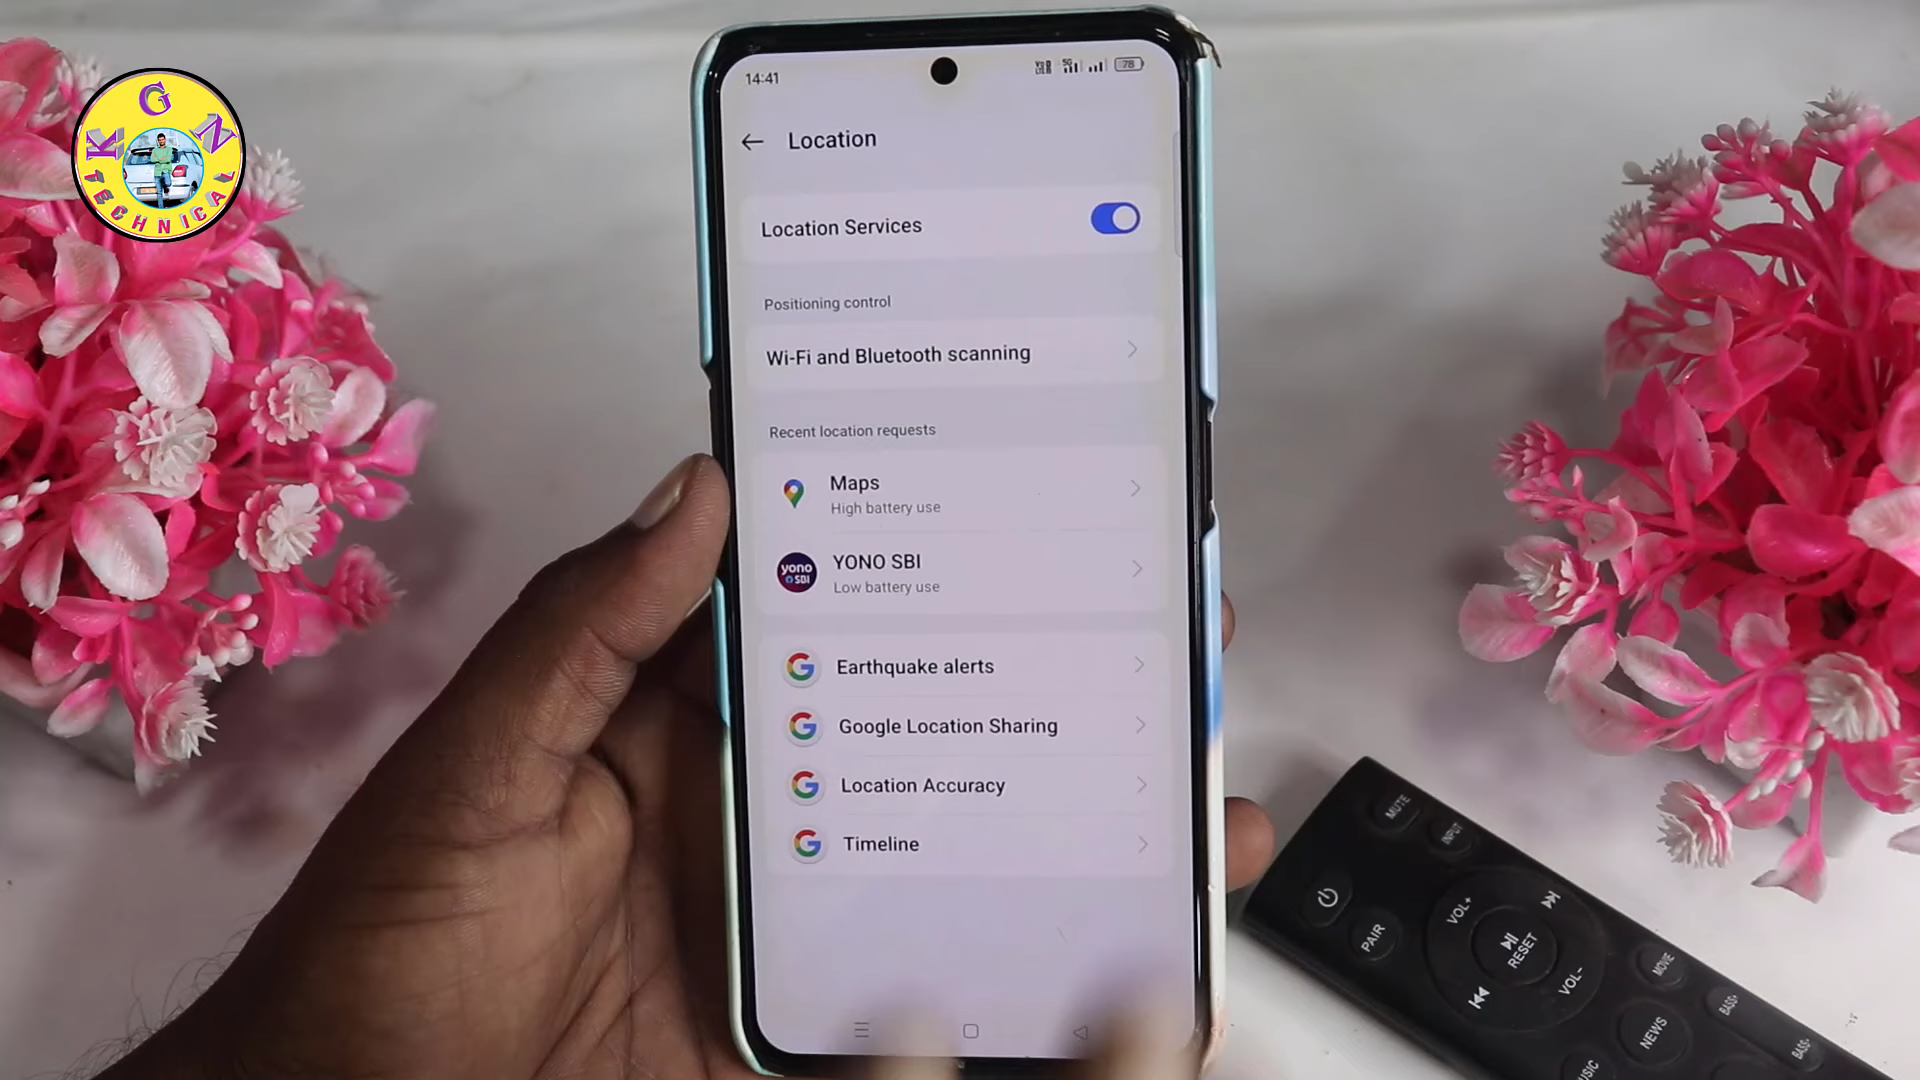 K G N
TECHNICAL
14:41
5G
78
Location
Location Services
Positioning control
Wi-Fi and Bluetooth scanning
Recent location requests
Maps
High battery use
yono
SBI
YONO SBI
Low battery use
Earthquake alerts
Google Location Sharing
Location Accuracy
Timeline
MUTE
INPUT
PAIR
VOL+
RESET
VOL-
MOVIE
NEWS
BASS+